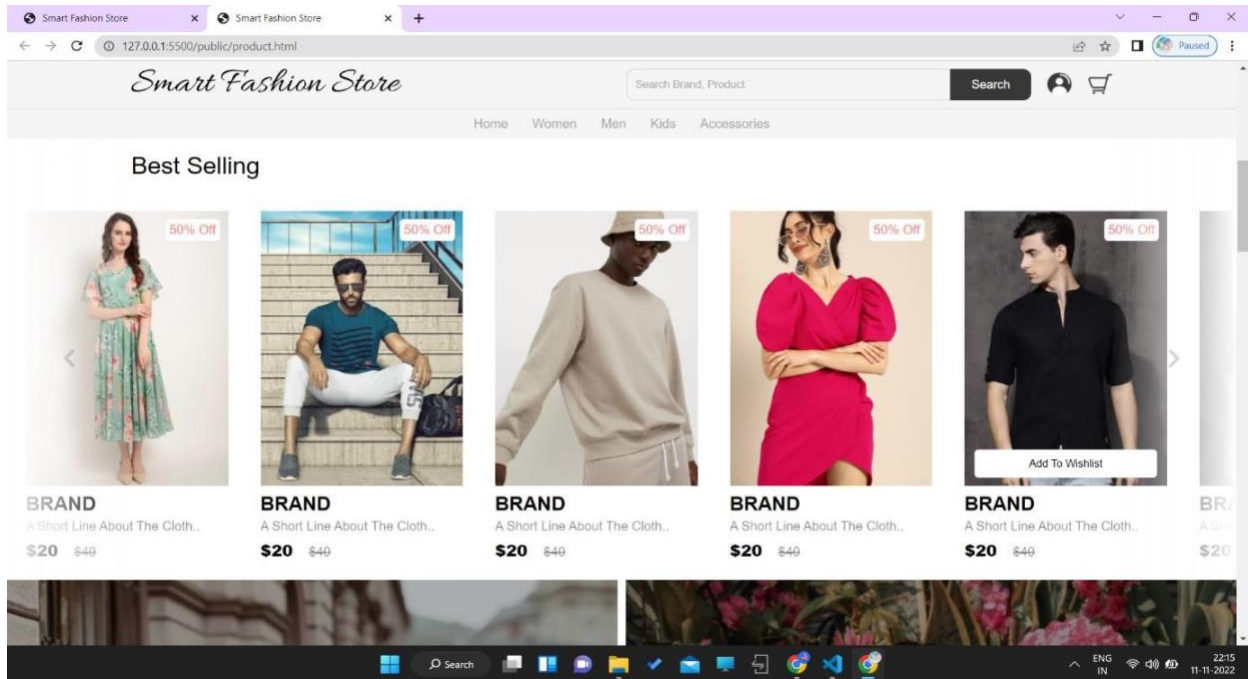 Smart Fashion Store
Smart Fashion Store
127.0.0.1:5500/public/product.html
Paused
Smart Fashion Store
Search Brand, Product
Search
Home Women Men Kids Accessories
Best Selling
50% Off
50% Off
50% Off
50% Off
50% Off
Add To Wishlist
BRAND
BRAND
BRAND
BRAND
BRAND
A Short Line About The Cloth..
A Short Line About The Cloth..
A Short Line About The Cloth..
A Short Line About The Cloth..
A Short Line About The Cloth..
$20 $40
$20 $40
$20 $40
$20 $40
$20 $40
$20
Search
ENG
IN
22:15
11-11-2022